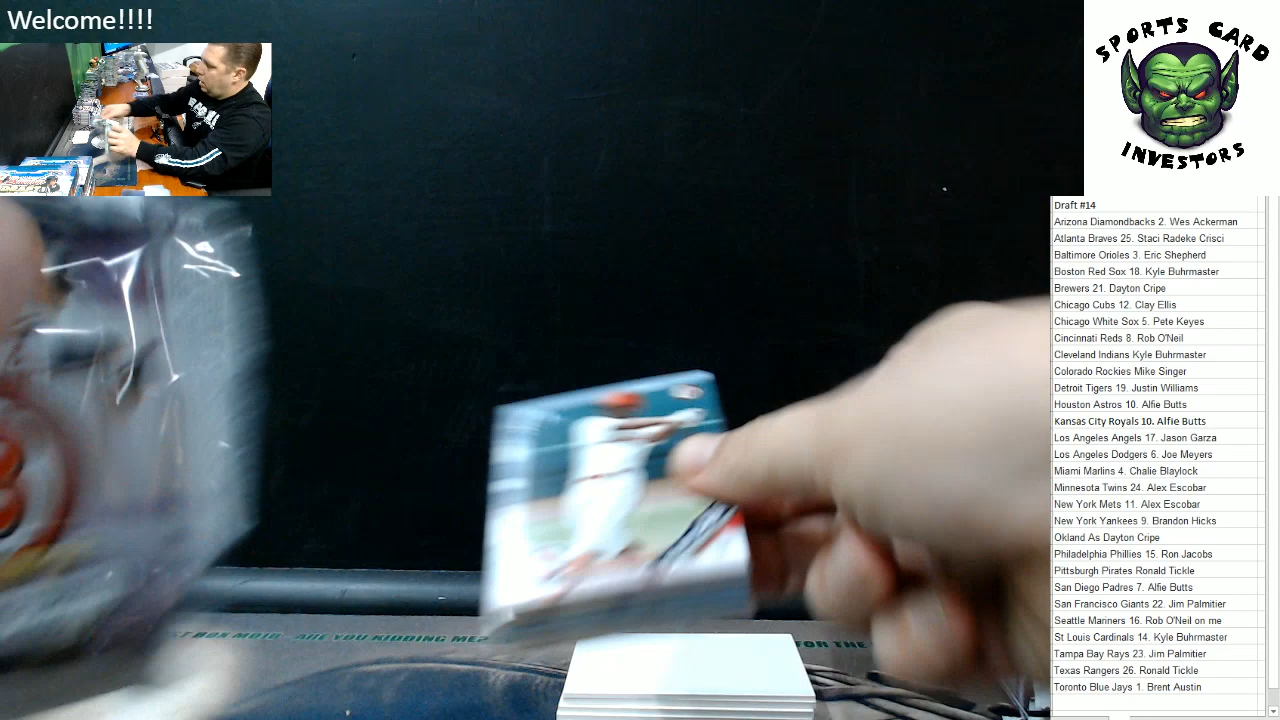 Welcome!!!!
SPORTS CARD
INVESTORS
Draft #14
Arizona Diamondbacks 2. Wes Ackerman
Atlanta Braves 25. Staci Radeke Crisci
Baltimore Orioles 3. Eric Shepherd
Boston Red Sox 18. Kyle Buhrmaster
Brewers 21. Dayton Cripe
Chicago Cubs 12. Clay Ellis
Chicago White Sox 5. Pete Keyes
Cincinnati Reds 8. Rob O'Neil
Cleveland Indians Kyle Buhrmaster
Colorado Rockies Mike Singer
Detroit Tigers 19. Justin Williams
Houston Astros 10. Alfie Butts
Kansas City Royals 10. Alfie Butts
Los Angeles Angels 17. Jason Garza
Los Angeles Dodgers 6. Joe Meyers
Miami Marlins 4. Chalie Blaylock
Minnesota Twins 24. Alex Escobar
New York Mets 11. Alex Escobar
New York Yankees 9. Brandon Hicks
Okland As Dayton Cripe
Philadelphia Phillies 15. Ron Jacobs
Pittsburgh Pirates Ronald Tickle
San Diego Padres 7. Alfie Butts
San Francisco Giants 22. Jim Palmitier
Seattle Mariners 16. Rob O'Neil on me
St Louis Cardinals 14. Kyle Buhrmaster
Tampa Bay Rays 23. Jim Palmitier
Texas Rangers 26. Ronald Tickle
Toronto Blue Jays 1. Brent Austin
BOX MOJO - ARE YOU KIDDING ME?
FOR THE